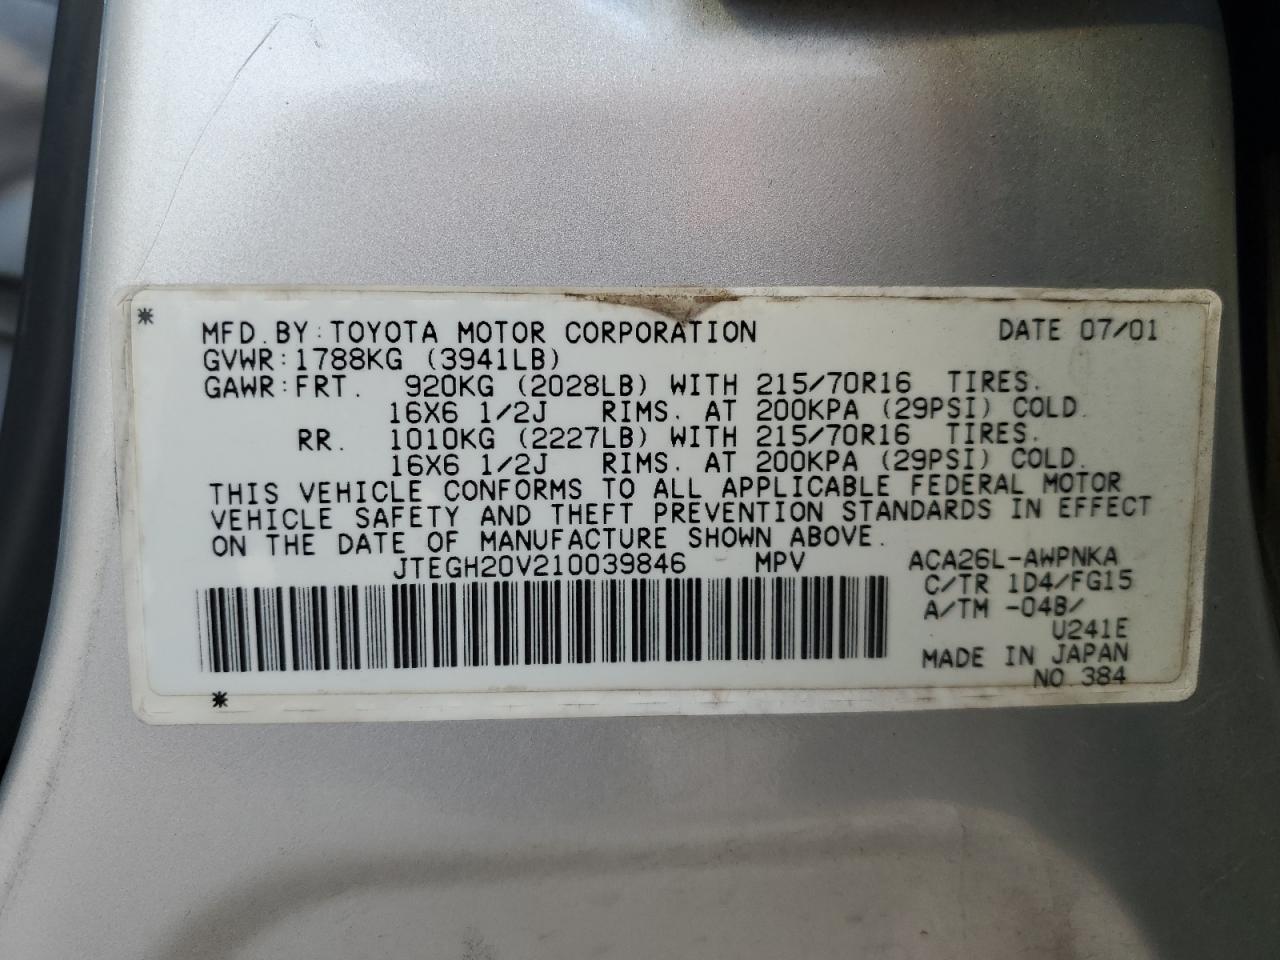 MFD. BY: TOYOTA MOTOR CORPORATION DATE 07/01
GVWR: 1788KG (3941LB)
GAWR: FRT. 920KG (2028LB) WITH 215/70R16 TIRES.
16X6 1/2J RIMS. AT 200KPA (29PSI) COLD.
RR. 1010KG (2227LB) WITH 215/70R16 TIRES.
16X6 1/2J RIMS. AT 200KPA (29PSI) COLD.
THIS VEHICLE CONFORMS TO ALL APPLICABLE FEDERAL MOTOR
VEHICLE SAFETY AND THEFT PREVENTION STANDARDS IN EFFECT
ON THE DATE OF MANUFACTURE SHOWN ABOVE.
JTEGH20V210039846 MPV ACA26L-AWPNKA
C/TR 1D4/FG15
A/TM -04B/
U241E
MADE IN JAPAN
NO 384